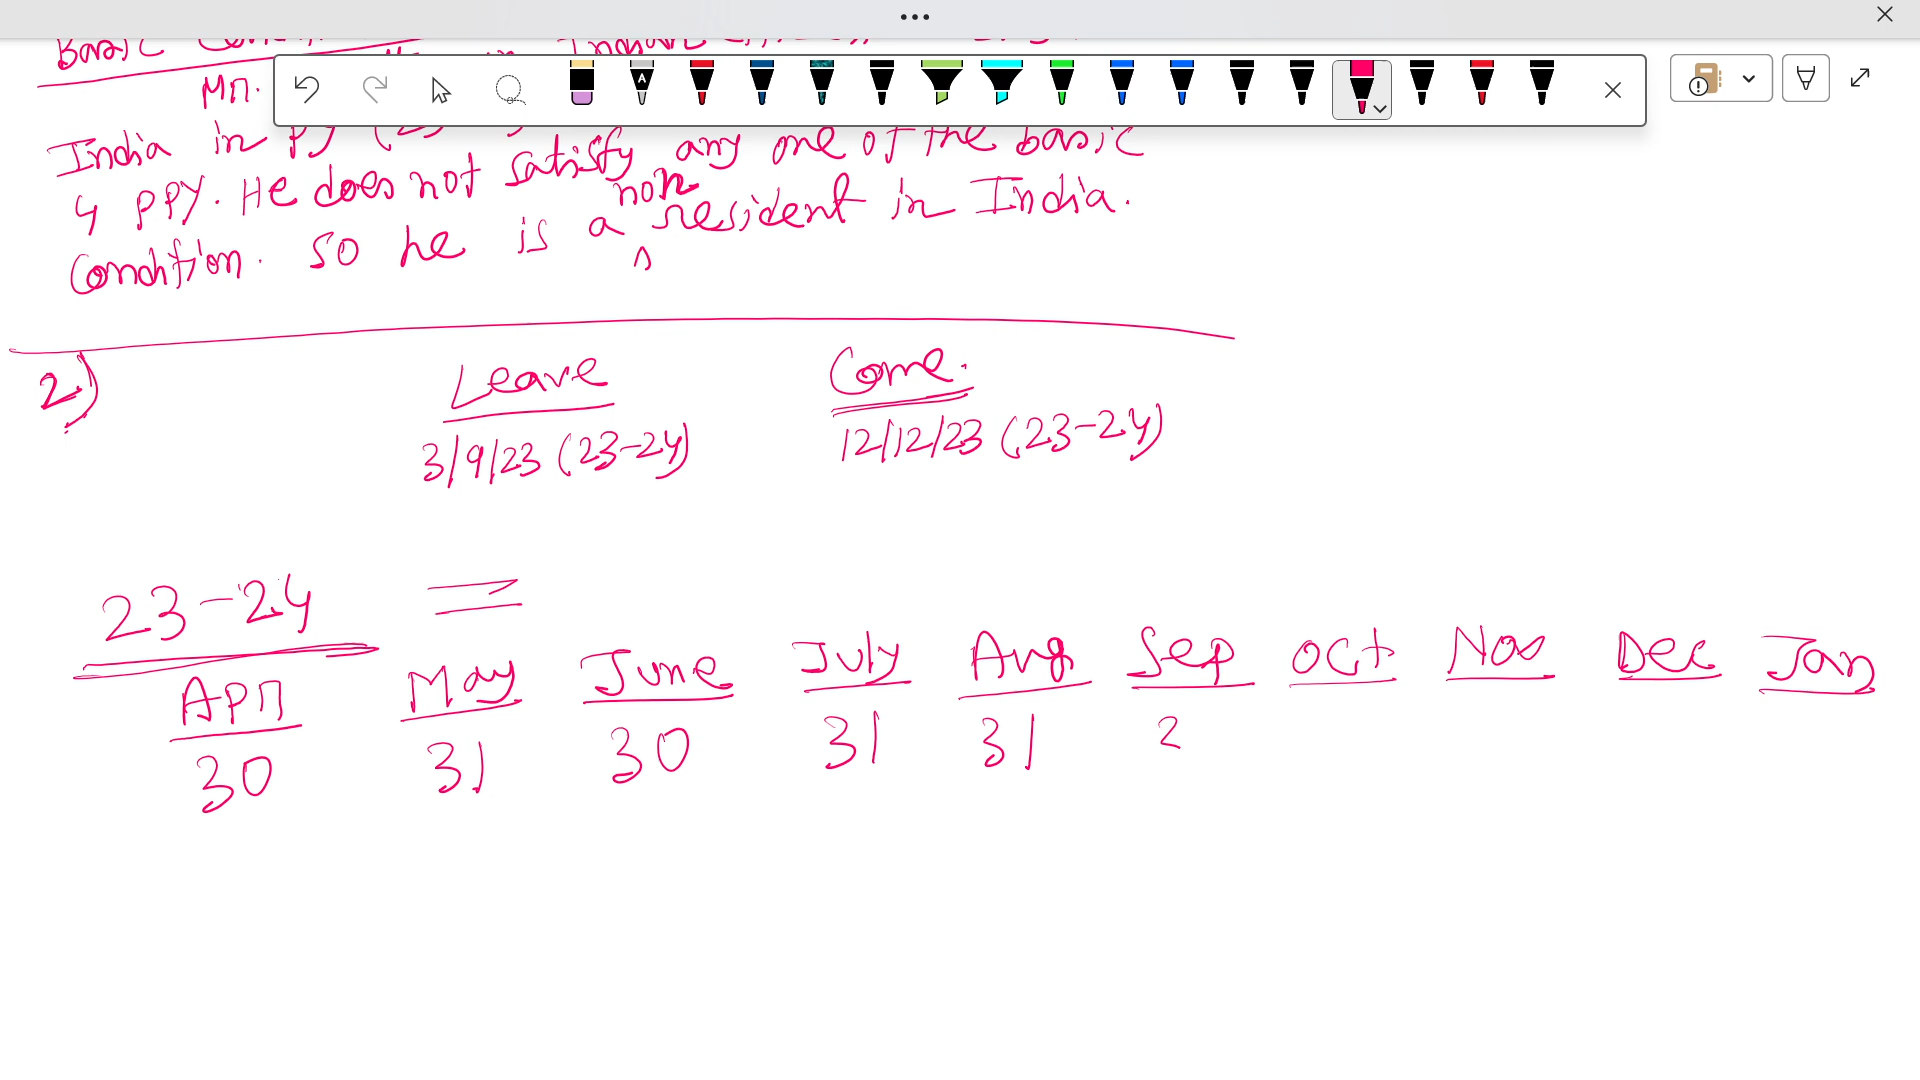 Basic
Mr.
India in PY
4 PPY. He does not satisfy any one of the basic
condition. So he is a non resident in India.
2)
Leave Come.
3/9/23 (23-24) 12/12/23 (23-24)
23-24 =
Apr May June July Aug Sep Oct Nov Dec Jan
30 31 30 31 31 2